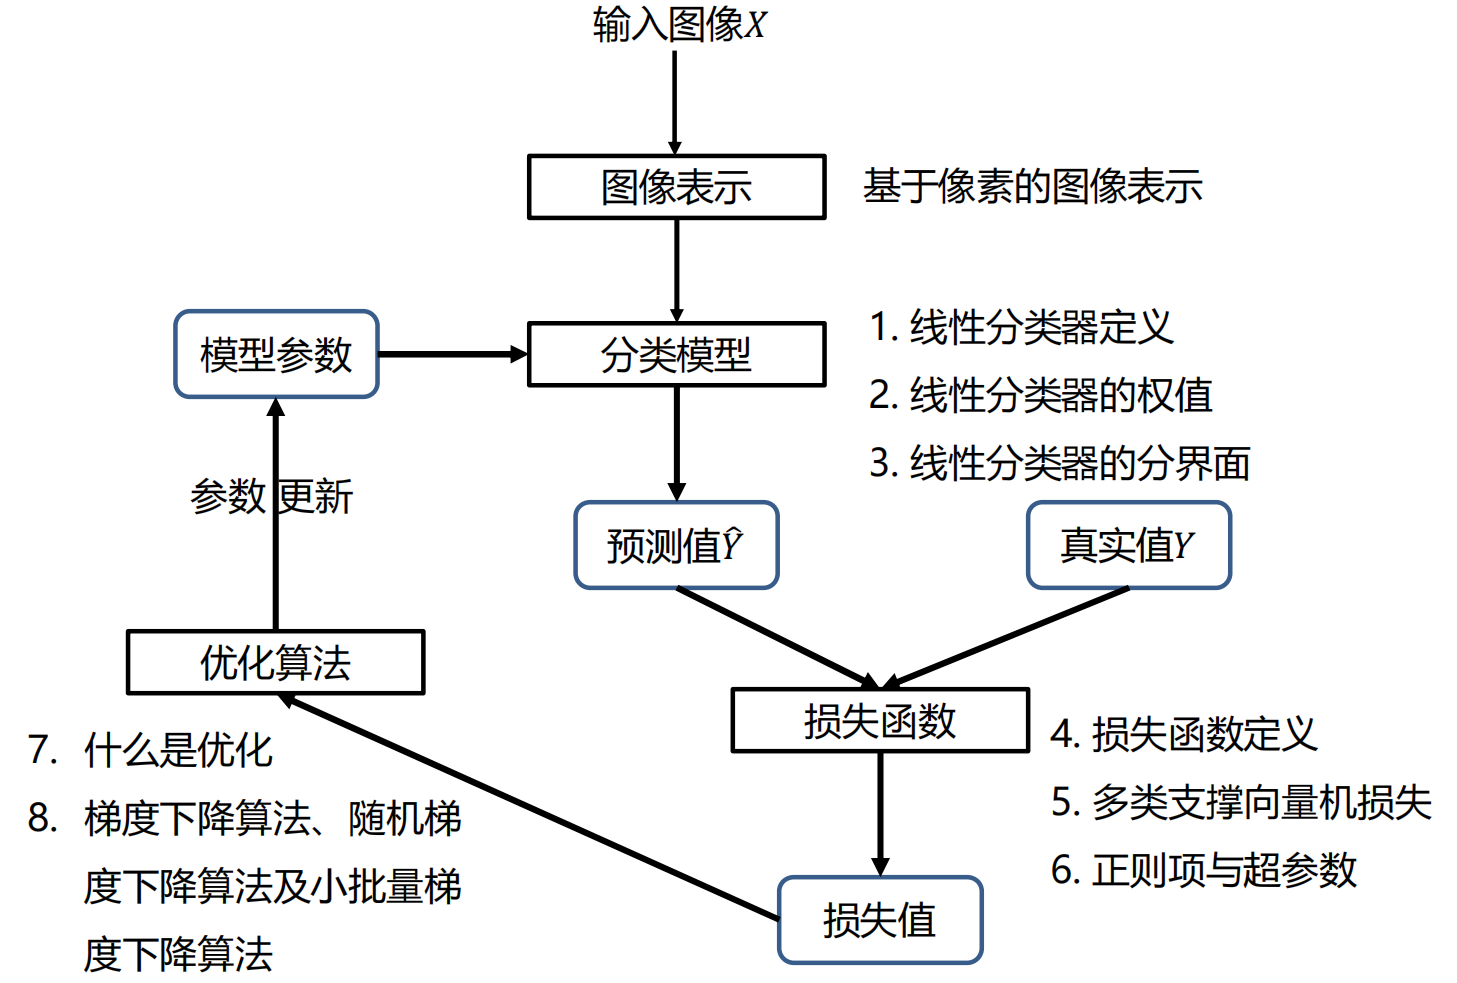 输入图像X
图像表示
基于像素的图像表示
模型参数
分类模型
1. 线性分类器定义
2. 线性分类器的权值
3. 线性分类器的分界面
参数更新
预测值Ŷ
真实值Y
优化算法
损失函数
4. 损失函数定义
5. 多类支撑向量机损失
6. 正则项与超参数
7. 什么是优化
8. 梯度下降算法、随机梯
度下降算法及小批量梯
度下降算法
损失值